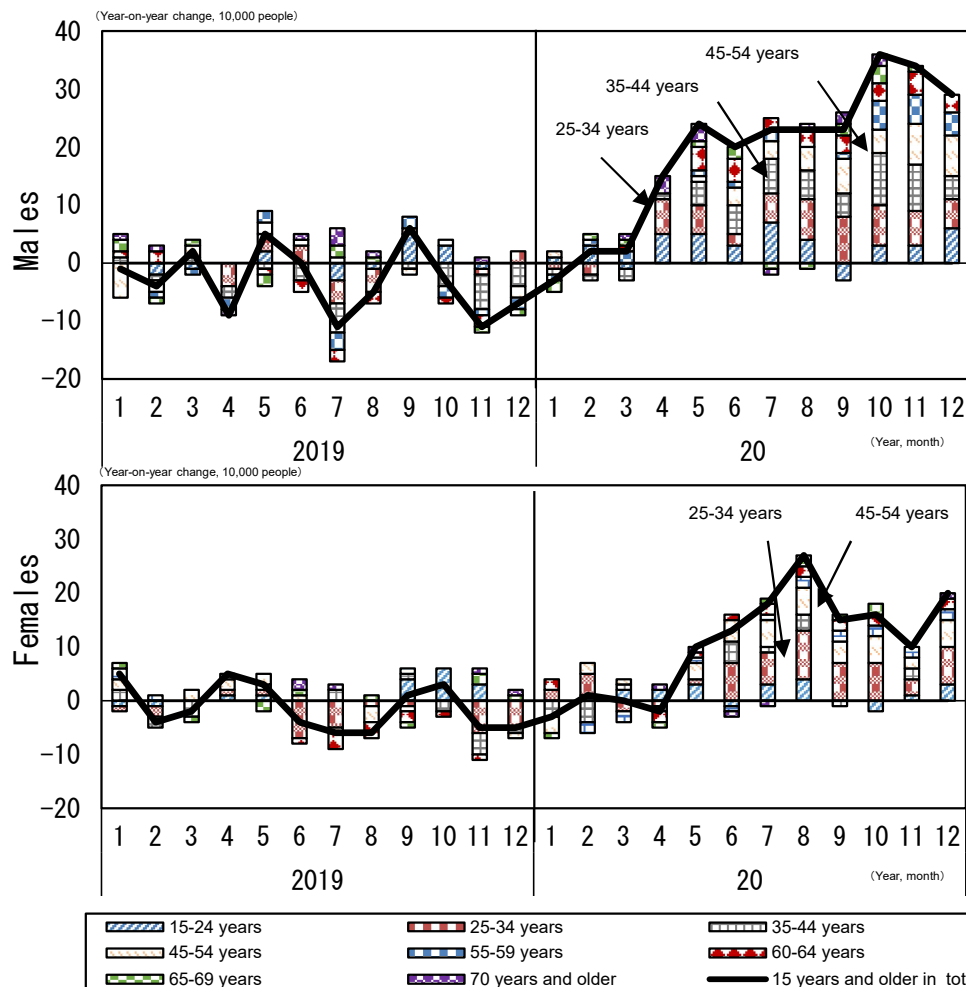 （Year-on-year change, 10,000 people）
40
30
20
10
0
−10
−20
Males
25-34 years
35-44 years
45-54 years
1 2 3 4 5 6 7 8 9 10 11 12 1 2 3 4 5 6 7 8 9 10 11 12
2019 20 （Year, month）
（Year-on-year change, 10,000 people）
40
30
20
10
0
−10
−20
Females
25-34 years
45-54 years
1 2 3 4 5 6 7 8 9 10 11 12 1 2 3 4 5 6 7 8 9 10 11 12
2019 20 （Year, month）
15-24 years 25-34 years 35-44 years
45-54 years 55-59 years 60-64 years
65-69 years 70 years and older 15 years and older in tot